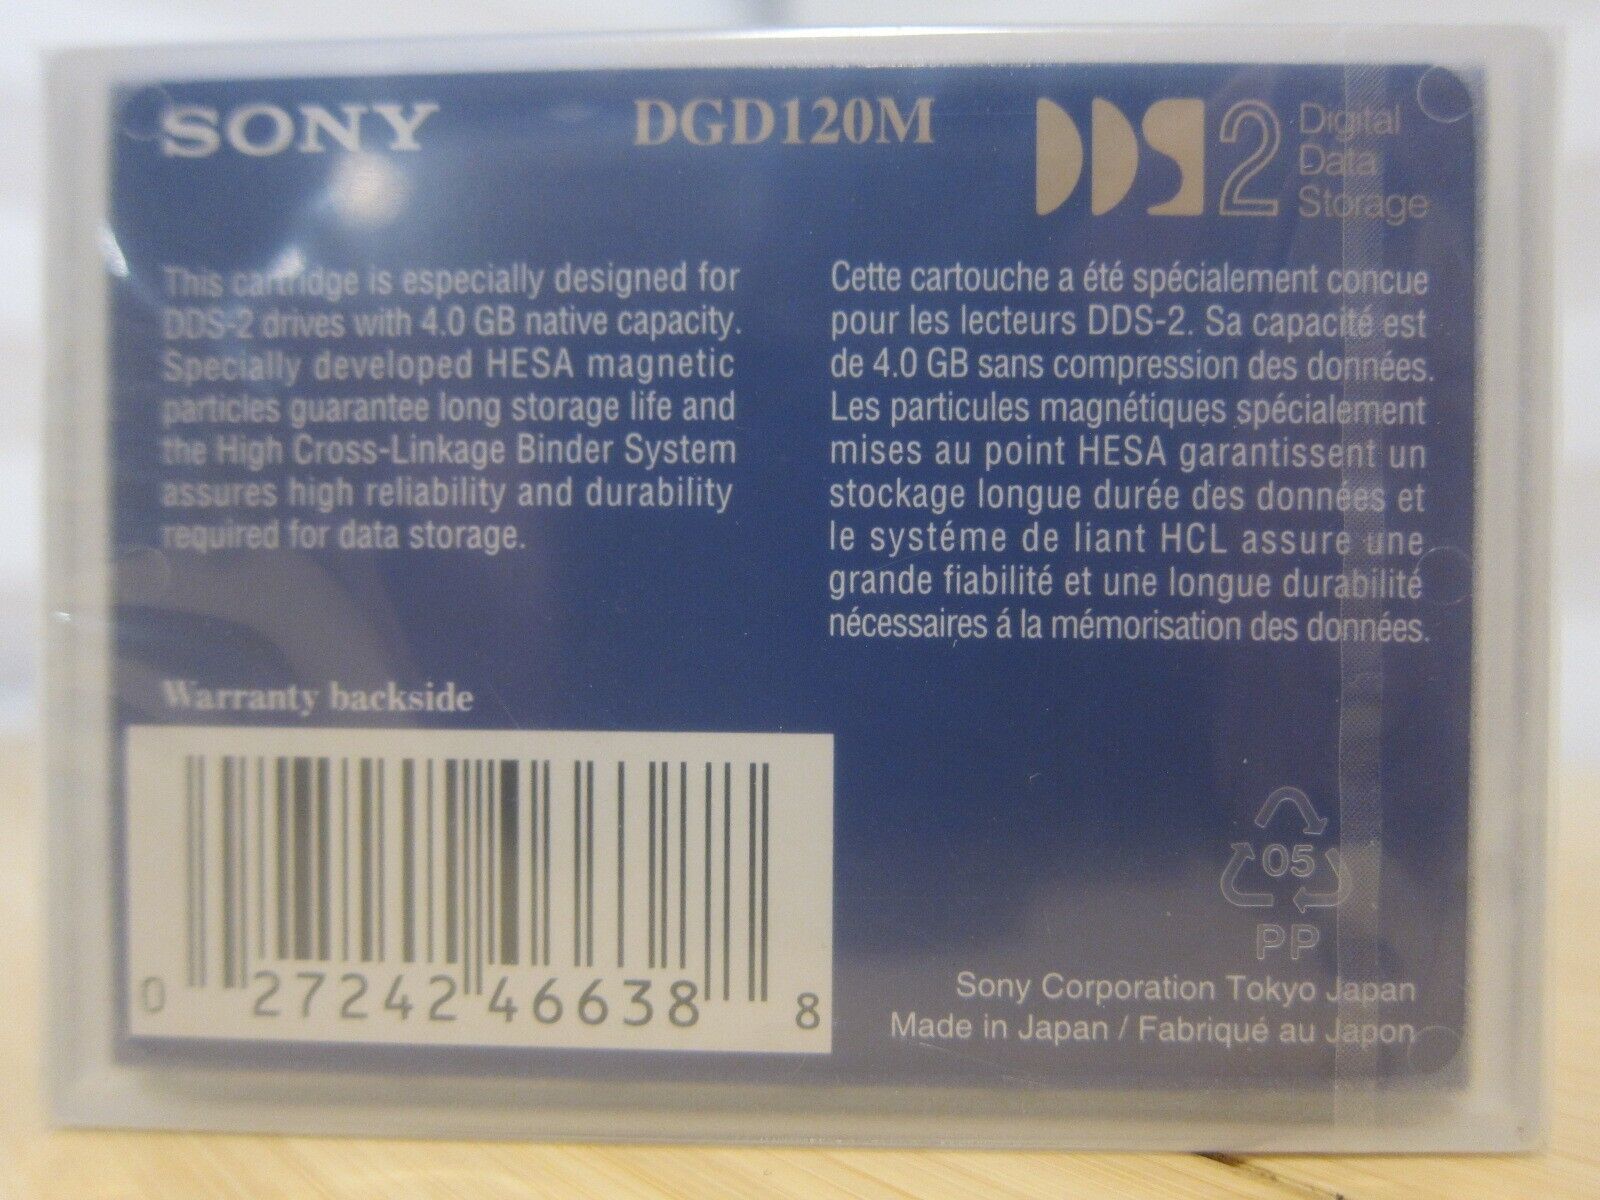 SONY
DGD120M
DDS2 Digital
Data
Storage
This cartridge is especially designed for
DDS-2 drives with 4.0 GB native capacity.
Specially developed HESA magnetic
particles guarantee long storage life and
the High Cross-Linkage Binder System
assures high reliability and durability
required for data storage.
Cette cartouche a été spécialement concue
pour les lecteurs DDS-2. Sa capacité est
de 4.0 GB sans compression des données.
Les particules magnétiques spécialement
mises au point HESA garantissent un
stockage longue durée des données et
le systéme de liant HCL assure une
grande fiabilité et une longue durabilité
nécessaires á la mémorisation des données.
Warranty backside
0 27242 46638 8
05
PP
Sony Corporation Tokyo Japan
Made in Japan / Fabriqué au Japon